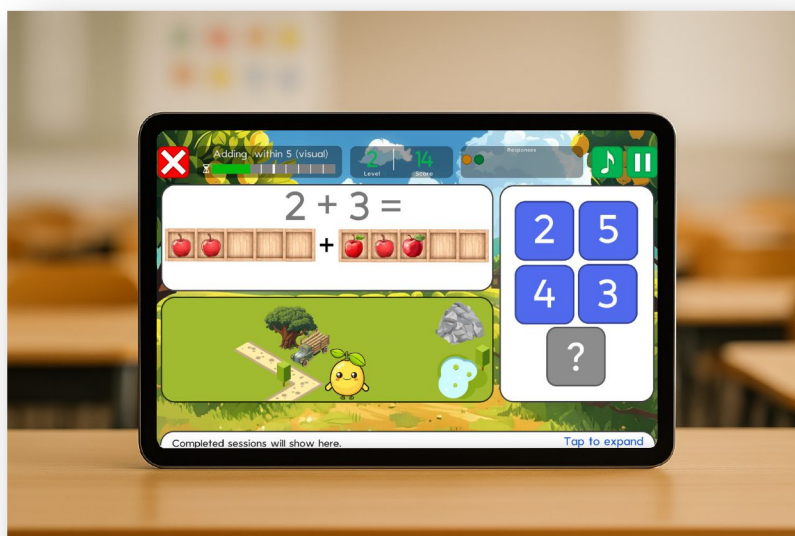 Adding within 5 (visual)
2 14
Level Score
Responses
2 + 3 =
+
2 5
4 3
?
Completed sessions will show here.
Tap to expand